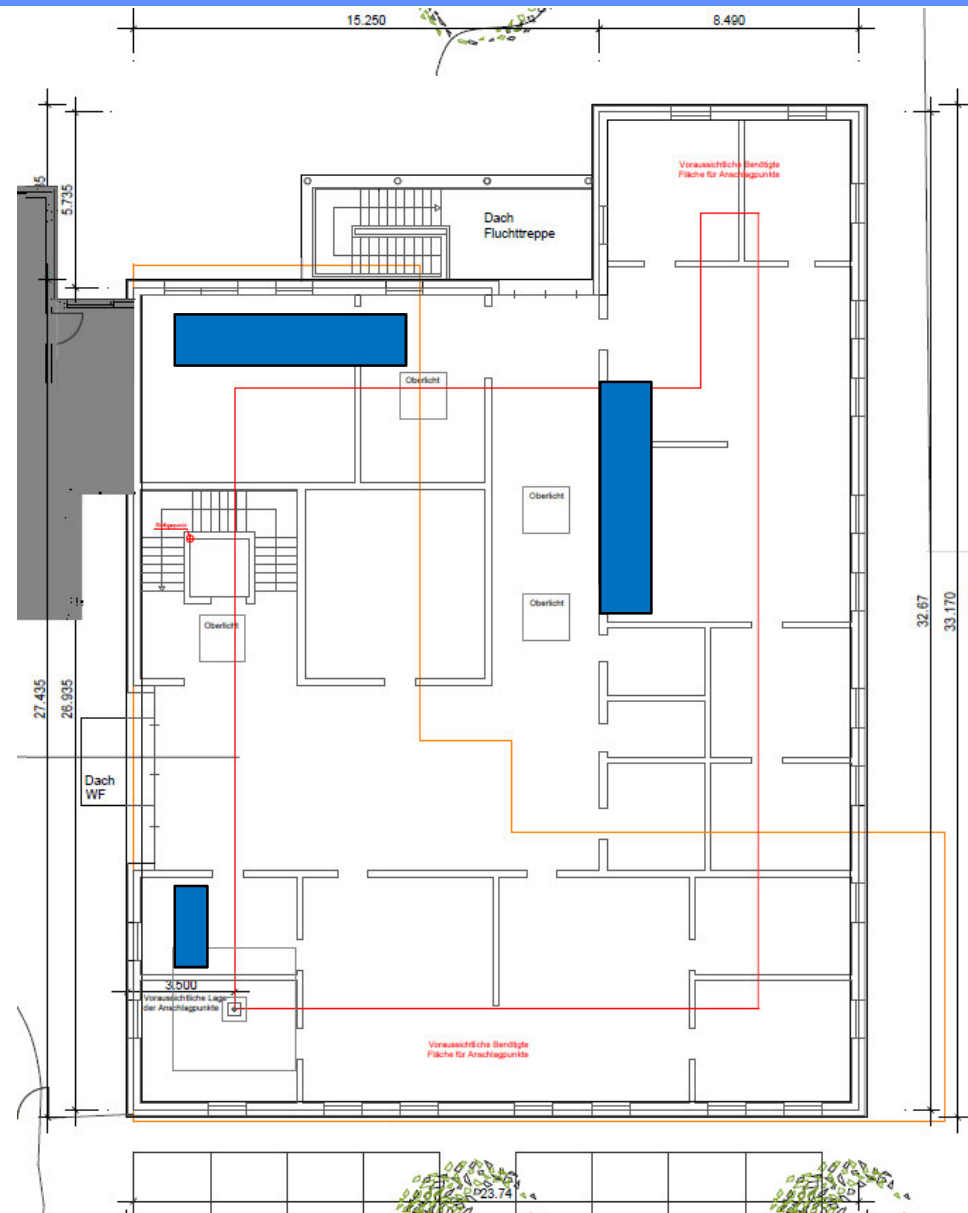 15.250
8.490
5.735
Voraussichtliche Benötigte
Fläche für Anschlagpunkte
Dach
Fluchttreppe
Oberlicht
Oberlicht
Oberlicht
Oberlicht
32.67
33.170
27.435
26.935
Dach
WF
3.500
Voraussichtliche Lage
der Anschlagpunkte
Voraussichtliche Benötigte
Fläche für Anschlagpunkte
23.74